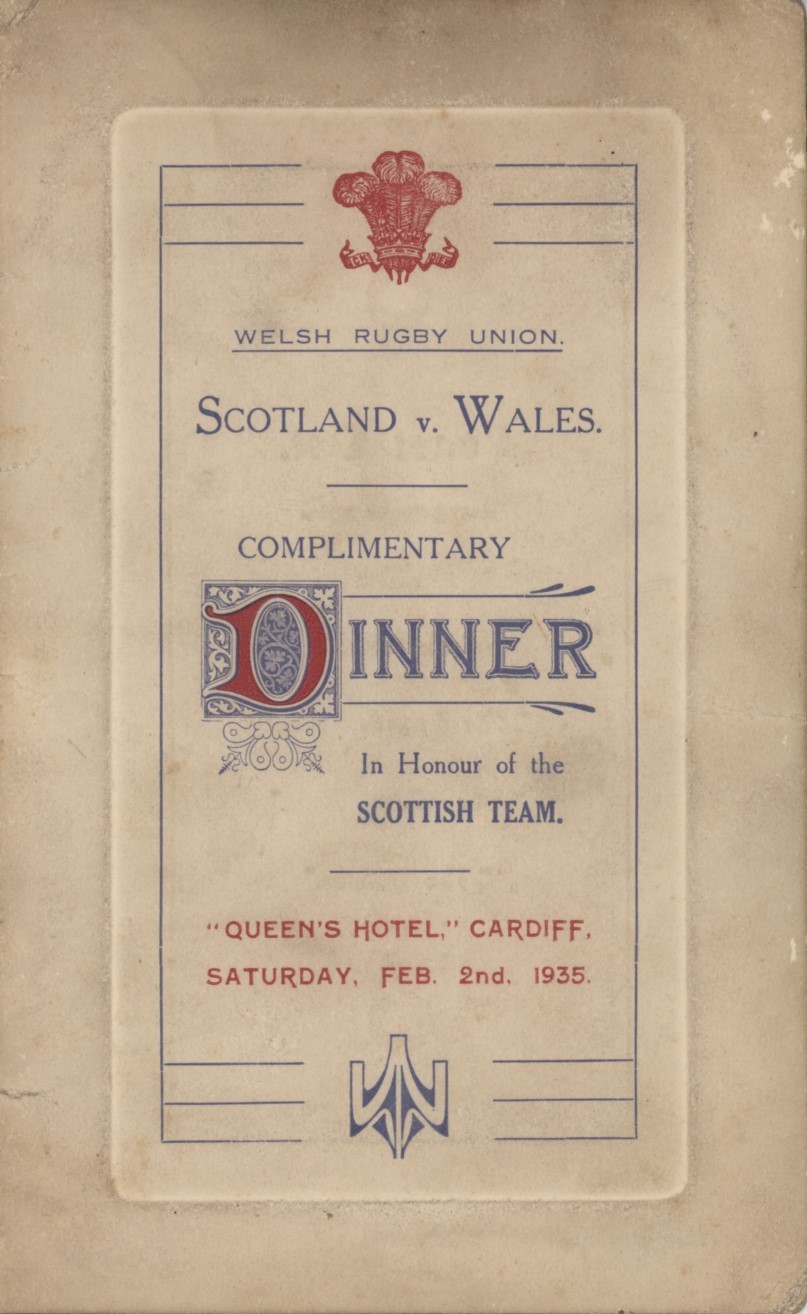 WELSH RUGBY UNION.
SCOTLAND v. WALES.
COMPLIMENTARY
DINNER
In Honour of the
SCOTTISH TEAM.
"QUEEN'S HOTEL," CARDIFF,
SATURDAY, FEB. 2nd. 1935.